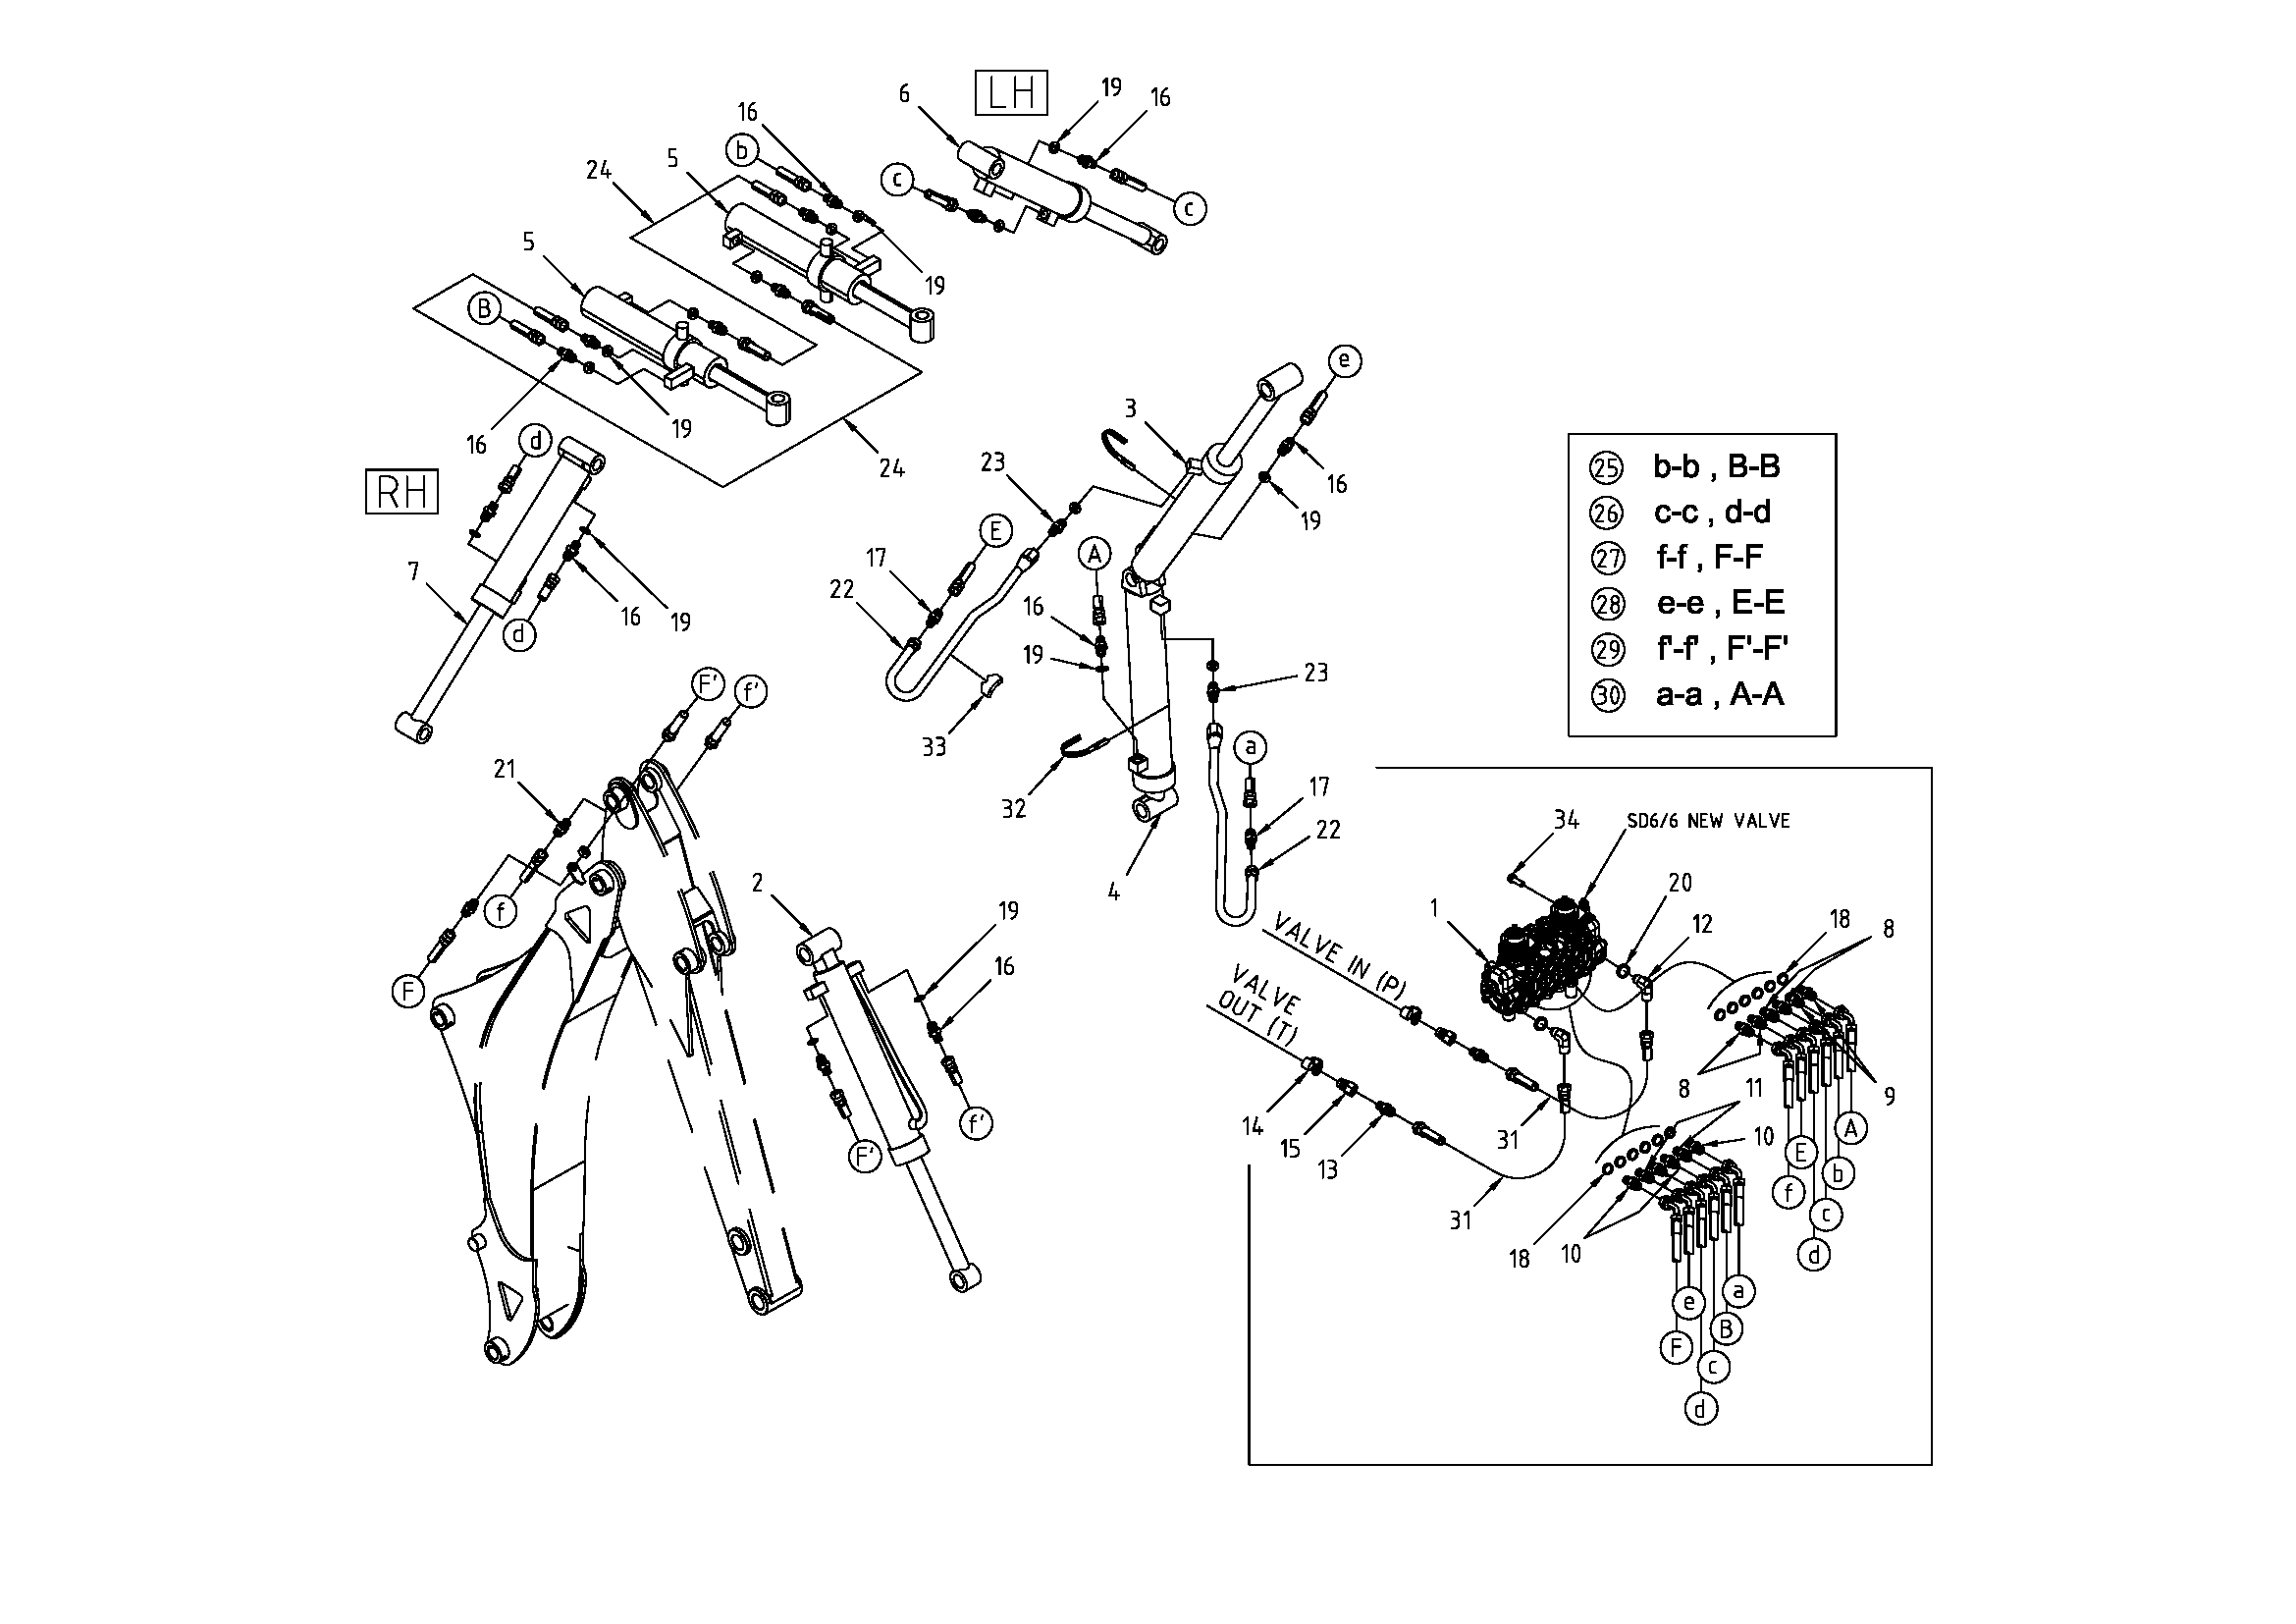 LH
6
19
16
16
b
5
24
c
c
5
19
B
16
19
24
RH
d
7
19
16
d
e
3
23
16
19
E
A
17
22
16
19
23
33
a
32
17
22
4
25 b-b , B-B
26 c-c , d-d
27 f-f , F-F
28 e-e , E-E
29 f'-f' , F'-F'
30 a-a , A-A
F'
f'
21
f
F
2
19
16
f'
F'
34
SD6/6 NEW VALVE
1
20
12
18
8
VALVE IN (P)
VALVE
OUT (T)
14
15
13
31
31
8
11
9
10
A
E
b
f
c
d
18
10
a
e
B
F
c
d